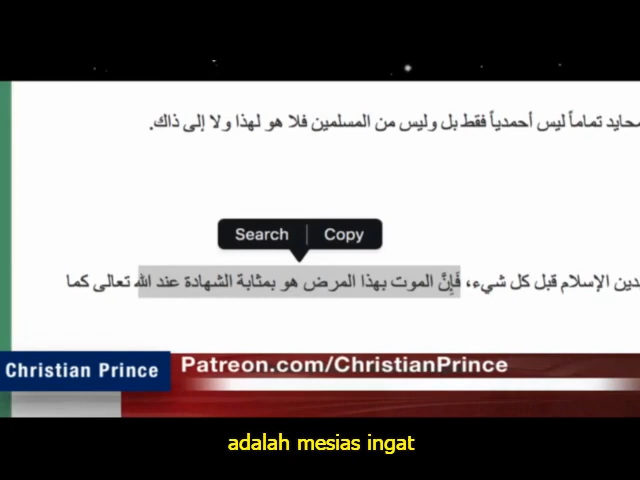 محايد تماماً ليس أحمدياً فقط بل وليس من المسلمين فلا هو لهذا ولا إلى ذاك.
Search | Copy
دين الإسلام قبل كل شيء، فَإِنَّ الموت بهذا المرض هو بمثابة الشهادة عند الله تعالى كما
Christian Prince
Patreon.com/ChristianPrince
adalah mesias ingat